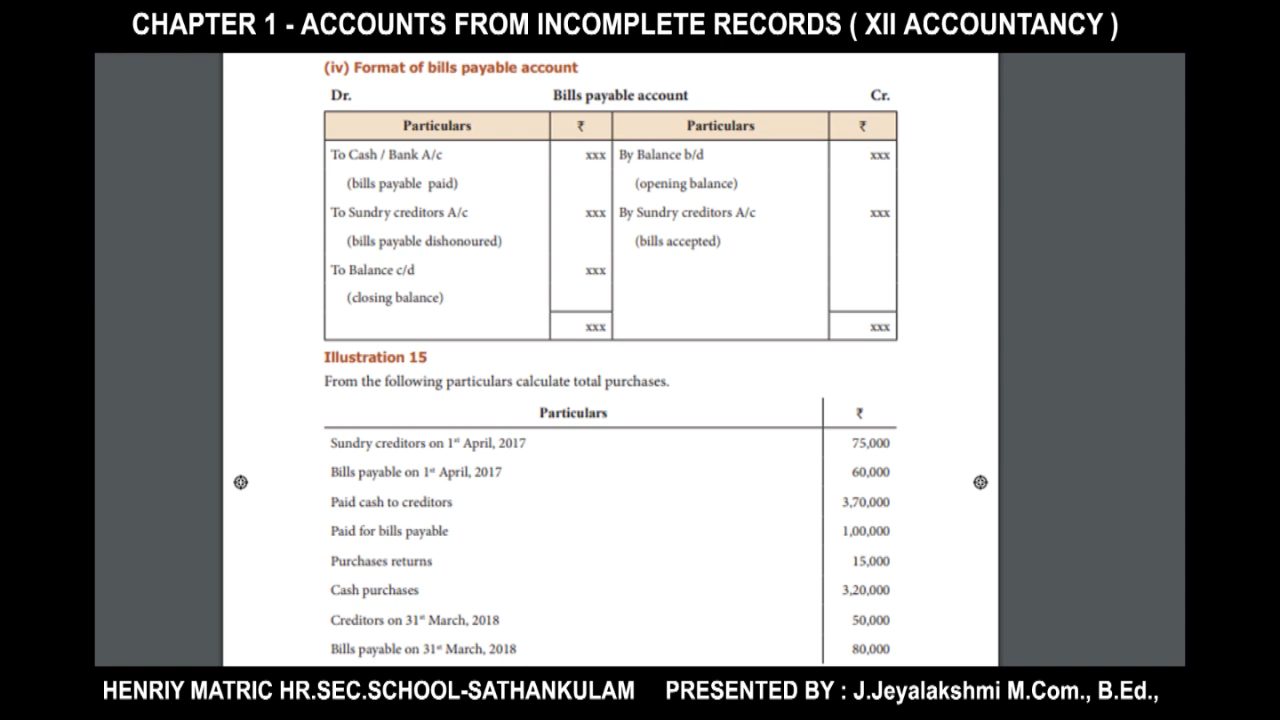 CHAPTER 1 - ACCOUNTS FROM INCOMPLETE RECORDS ( XII ACCOUNTANCY )
(iv) Format of bills payable account
Dr. Bills payable account Cr.
Particulars ₹ Particulars ₹
To Cash / Bank A/c xxx By Balance b/d xxx
(bills payable paid) (opening balance)
To Sundry creditors A/c xxx By Sundry creditors A/c xxx
(bills payable dishonoured) (bills accepted)
To Balance c/d xxx
(closing balance)
xxx xxx
Illustration 15
From the following particulars calculate total purchases.
Particulars ₹
Sundry creditors on 1st April, 2017 75,000
Bills payable on 1st April, 2017 60,000
Paid cash to creditors 3,70,000
Paid for bills payable 1,00,000
Purchases returns 15,000
Cash purchases 3,20,000
Creditors on 31st March, 2018 50,000
Bills payable on 31st March, 2018 80,000
HENRIY MATRIC HR.SEC.SCHOOL-SATHANKULAM PRESENTED BY : J.Jeyalakshmi M.Com., B.Ed.,